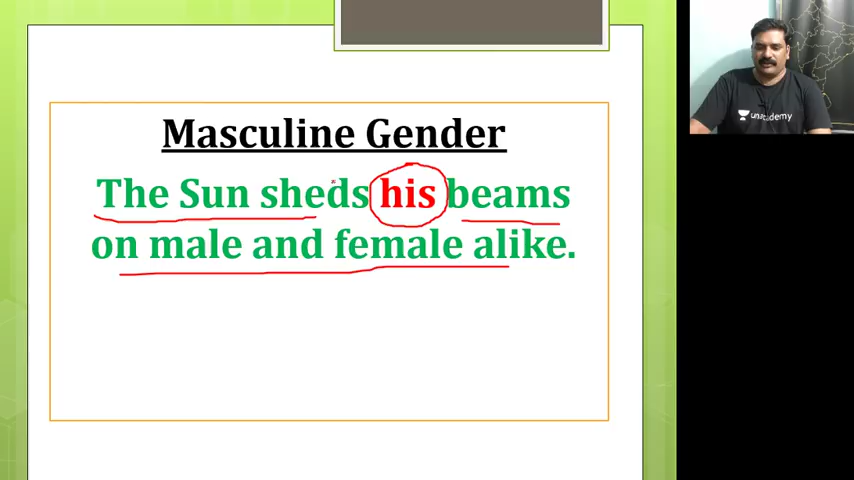 Masculine Gender
The Sun sheds his beams
on male and female alike.
unacademy